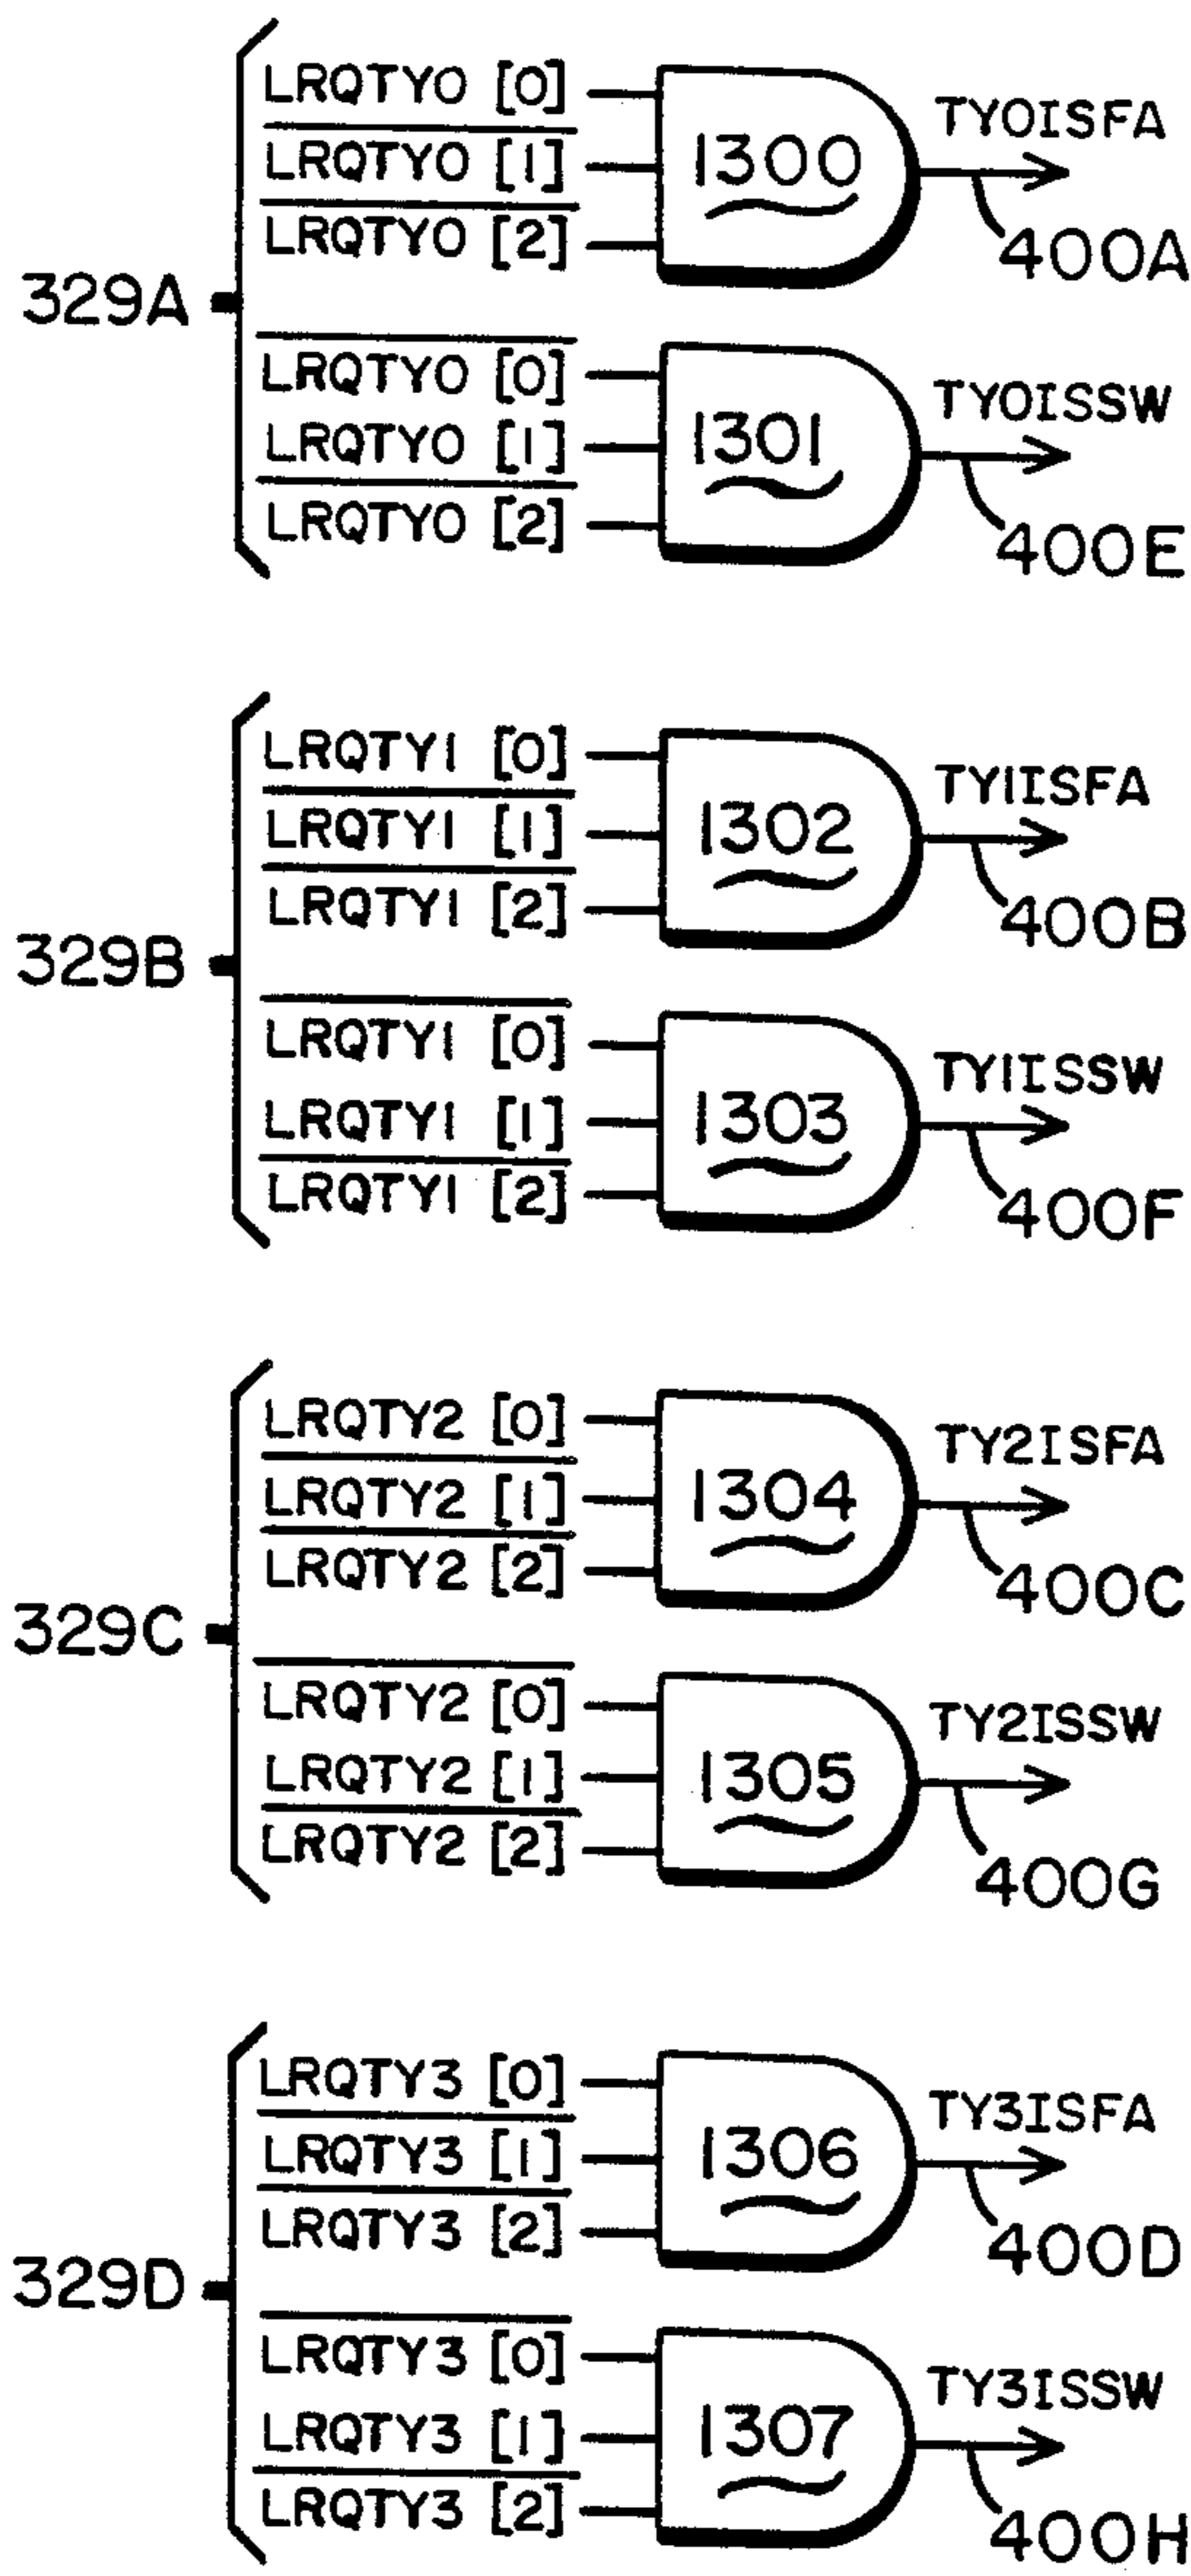 LRQTY0 [0]
LRQTY0 [1]
LRQTY0 [2]
1300
TY0ISFA
400A
329A
LRQTY0 [0]
LRQTY0 [1]
LRQTY0 [2]
1301
TY0ISSW
400E
LRQTY1 [0]
LRQTY1 [1]
LRQTY1 [2]
1302
TY1ISFA
400B
329B
LRQTY1 [0]
LRQTY1 [1]
LRQTY1 [2]
1303
TY1ISSW
400F
LRQTY2 [0]
LRQTY2 [1]
LRQTY2 [2]
1304
TY2ISFA
400C
329C
LRQTY2 [0]
LRQTY2 [1]
LRQTY2 [2]
1305
TY2ISSW
400G
LRQTY3 [0]
LRQTY3 [1]
LRQTY3 [2]
1306
TY3ISFA
400D
329D
LRQTY3 [0]
LRQTY3 [1]
LRQTY3 [2]
1307
TY3ISSW
400H